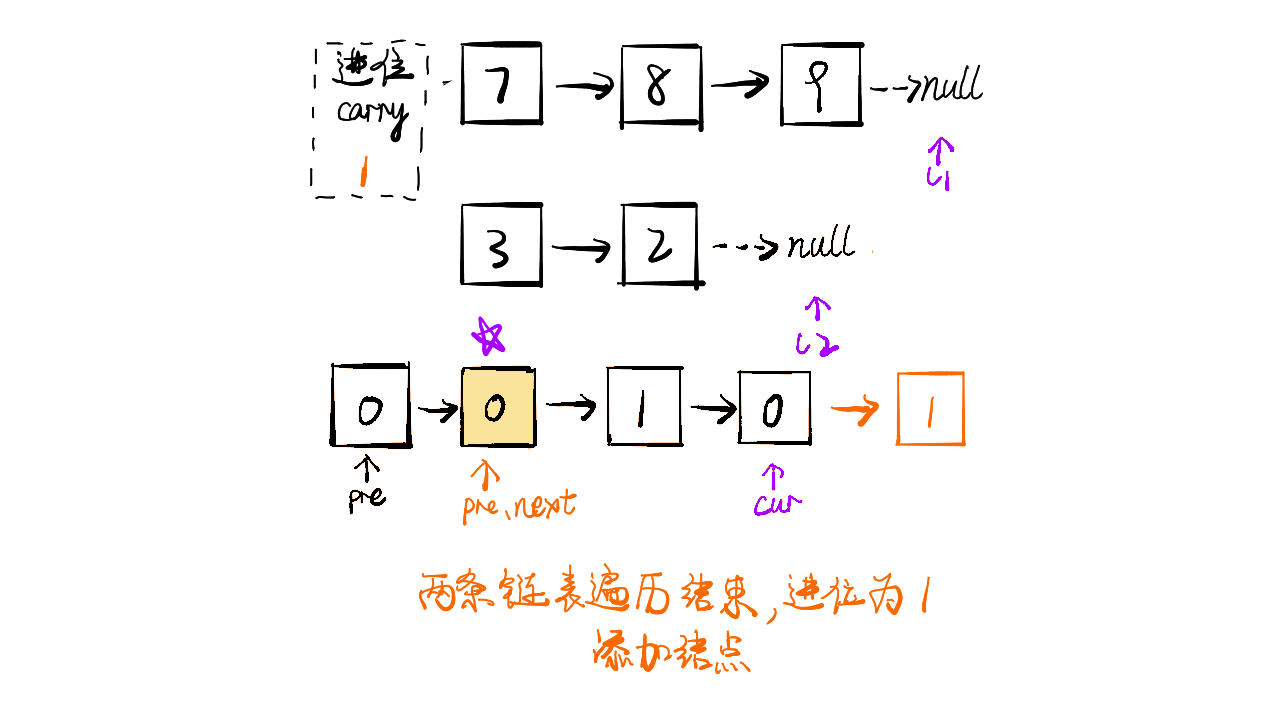 进位
carry
1
7 → 8 → 9 --→ null
L1
3 → 2 --→ null
L2
0 → 0 → 1 → 0 → 1
pre
pre.next
cur
两条链表遍历结束,进位为1
添加结点